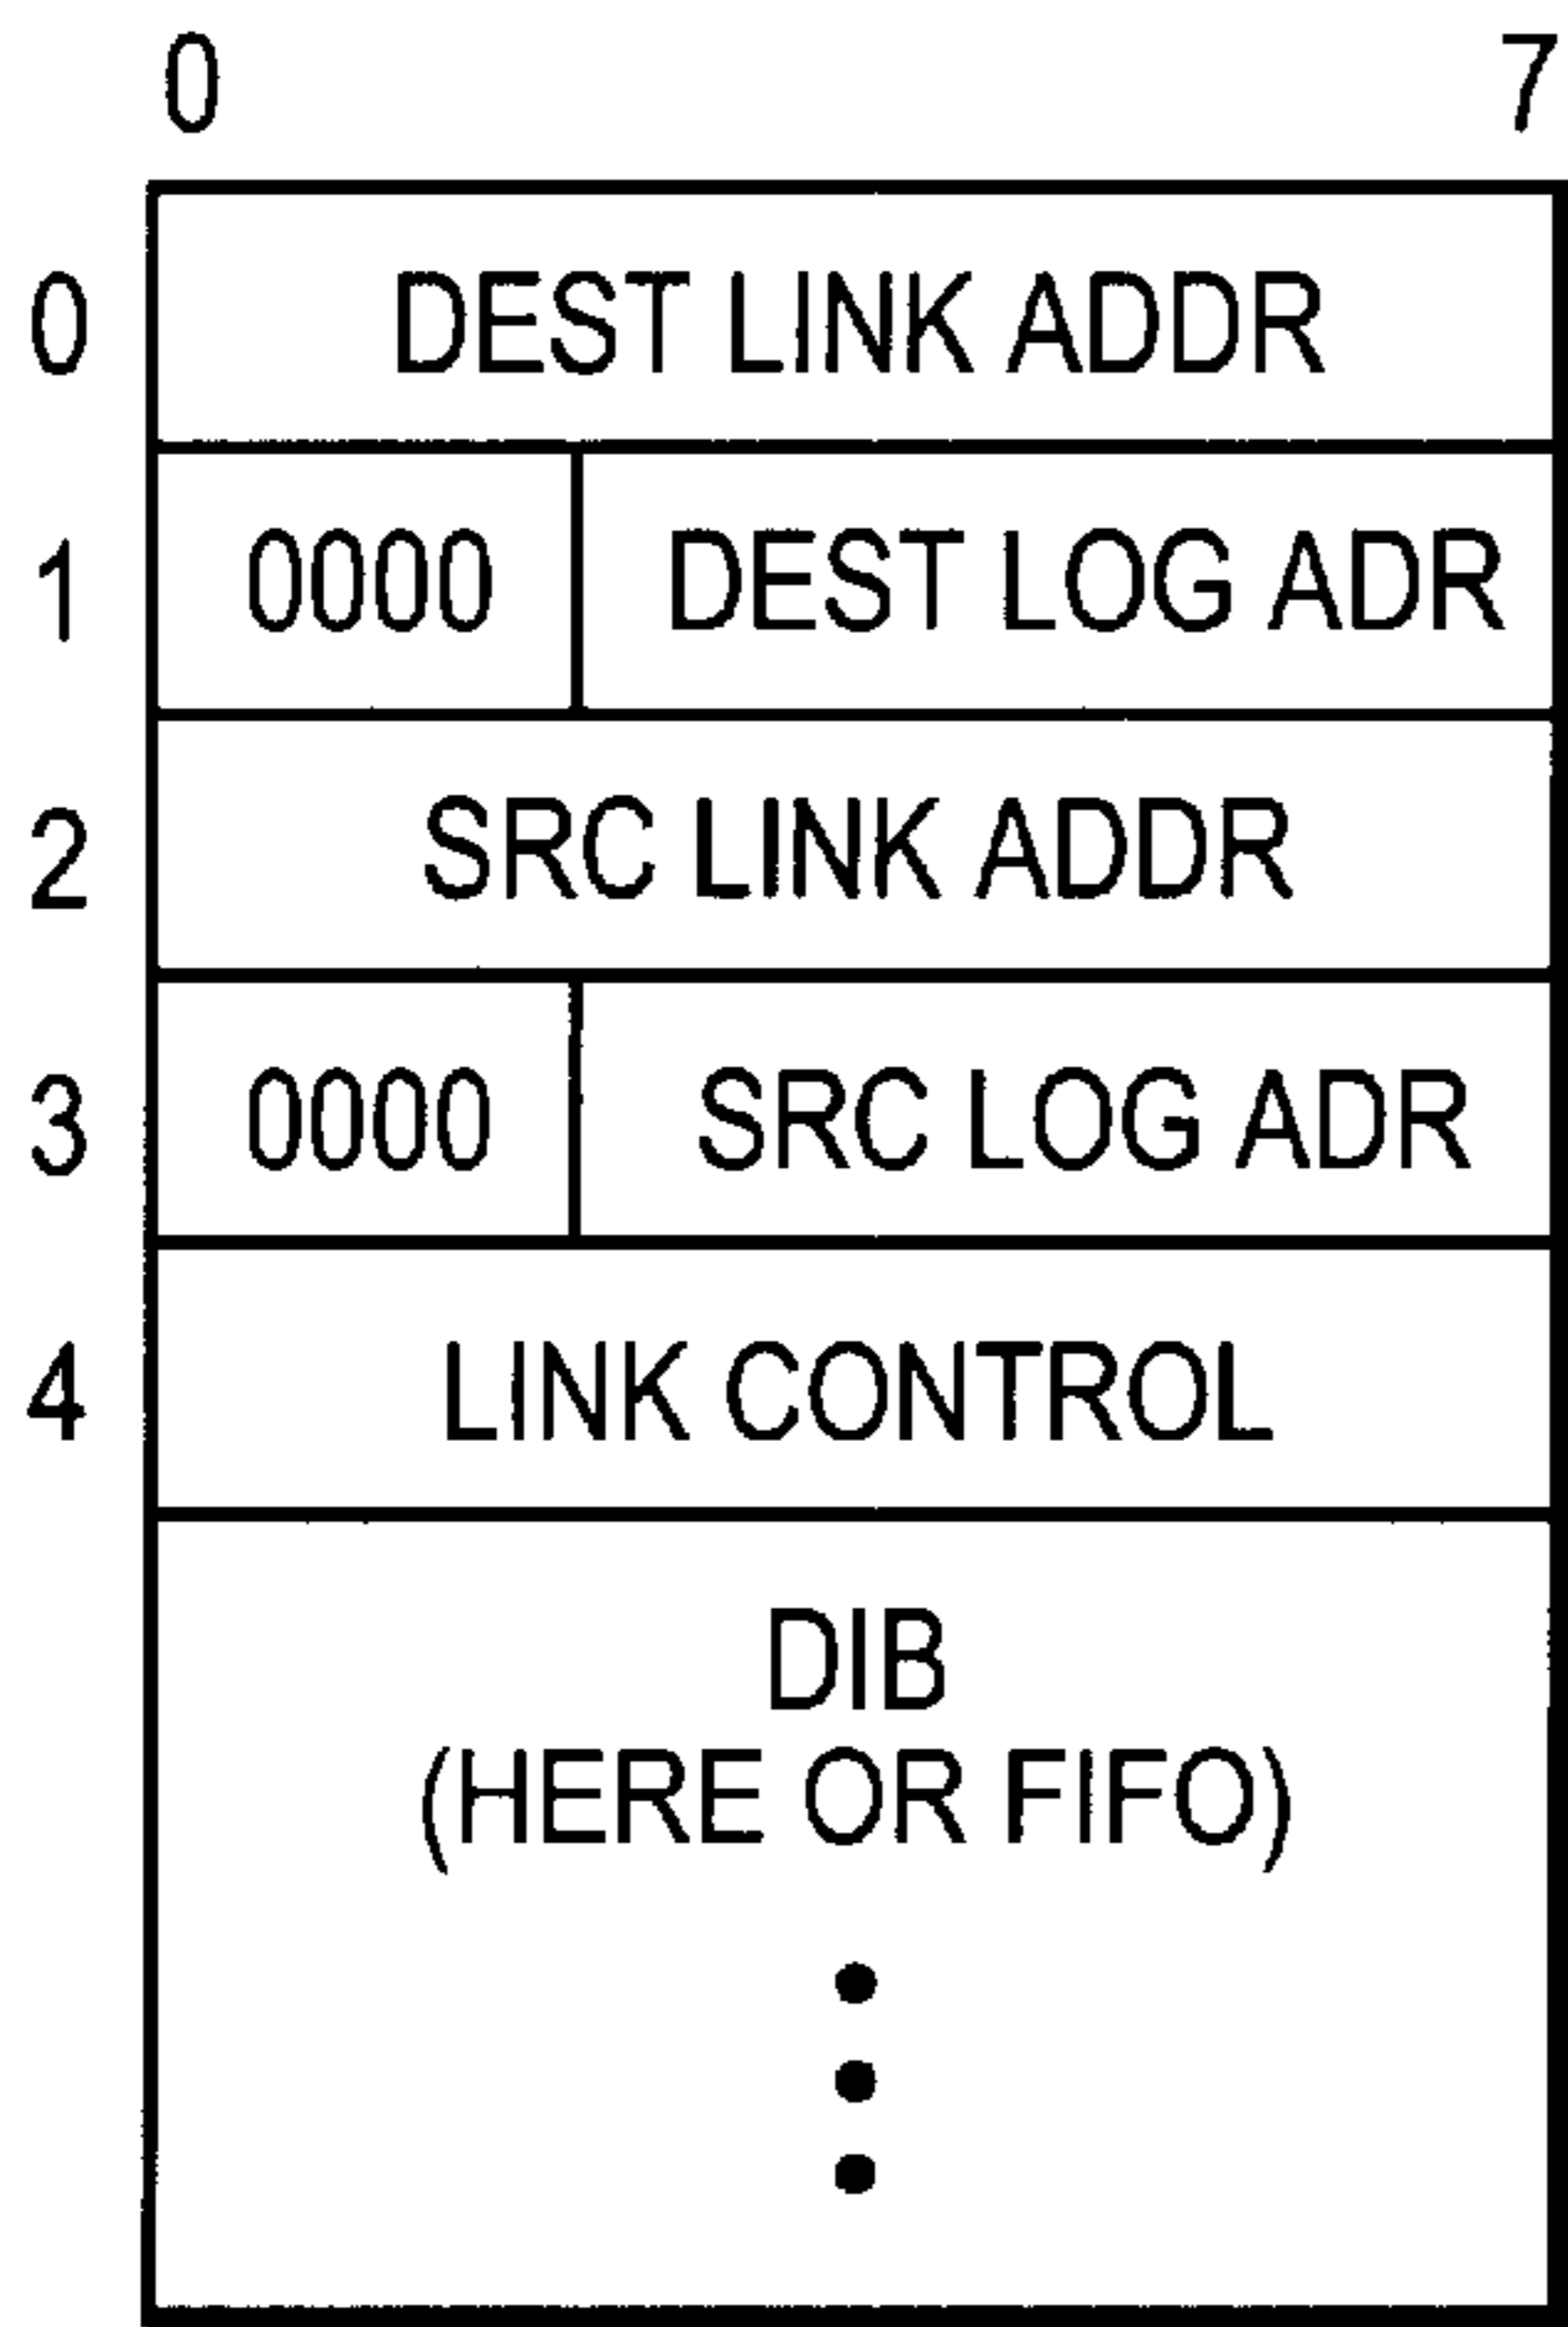 0 7
0 DEST LINK ADDR
1 0000 DEST LOG ADR
2 SRC LINK ADDR
3 0000 SRC LOG ADR
4 LINK CONTROL
DIB
(HERE OR FIFO)